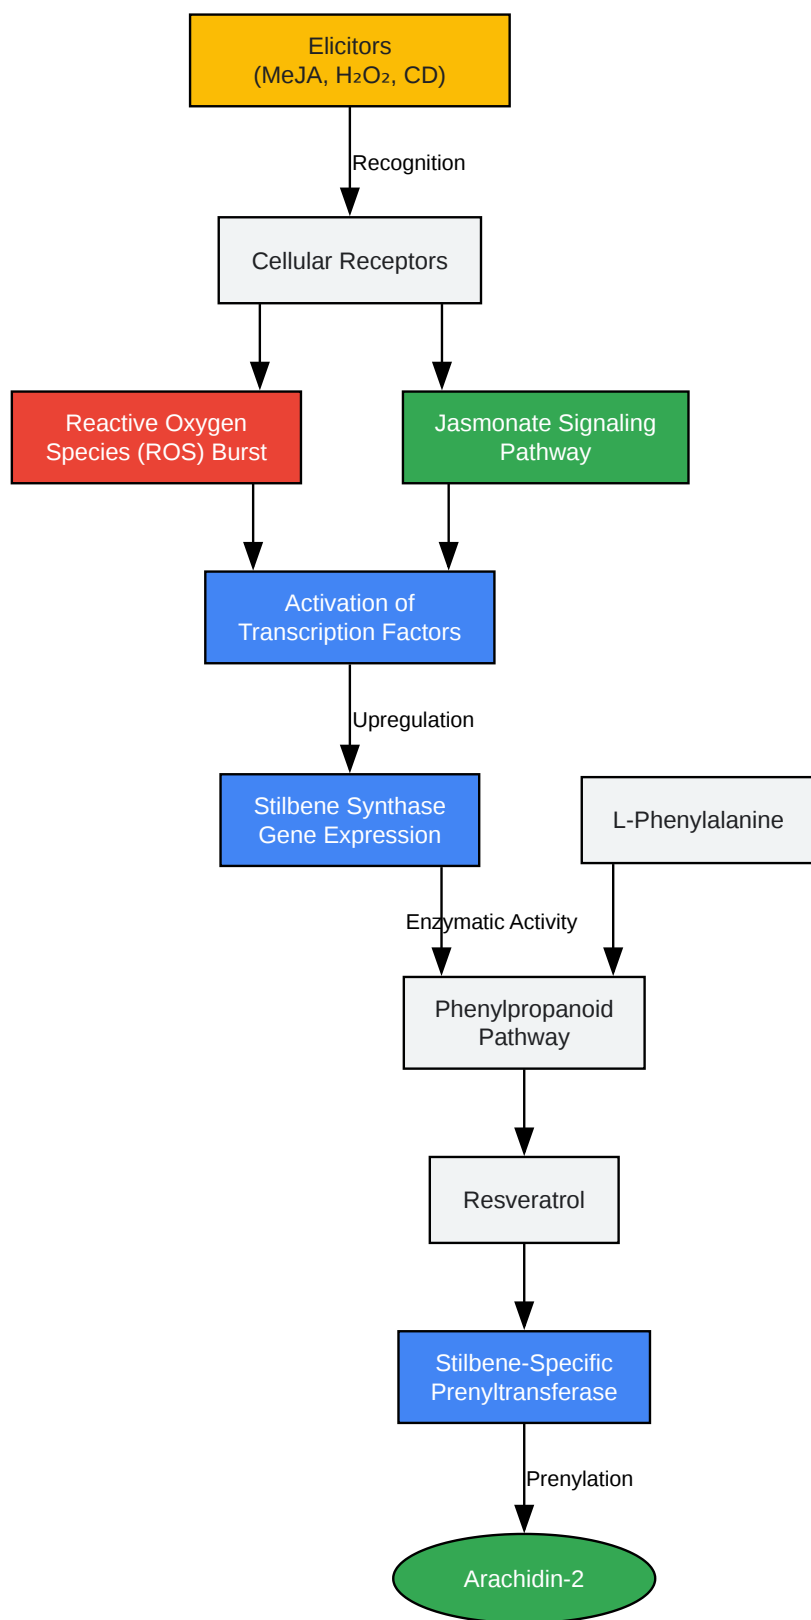 Elicitors
(MeJA, H₂O₂, CD)
Recognition
Cellular Receptors
Reactive Oxygen
Species (ROS) Burst
Jasmonate Signaling
Pathway
Activation of
Transcription Factors
Upregulation
Stilbene Synthase
Gene Expression
L-Phenylalanine
Enzymatic Activity
Phenylpropanoid
Pathway
Resveratrol
Stilbene-Specific
Prenyltransferase
Prenylation
Arachidin-2